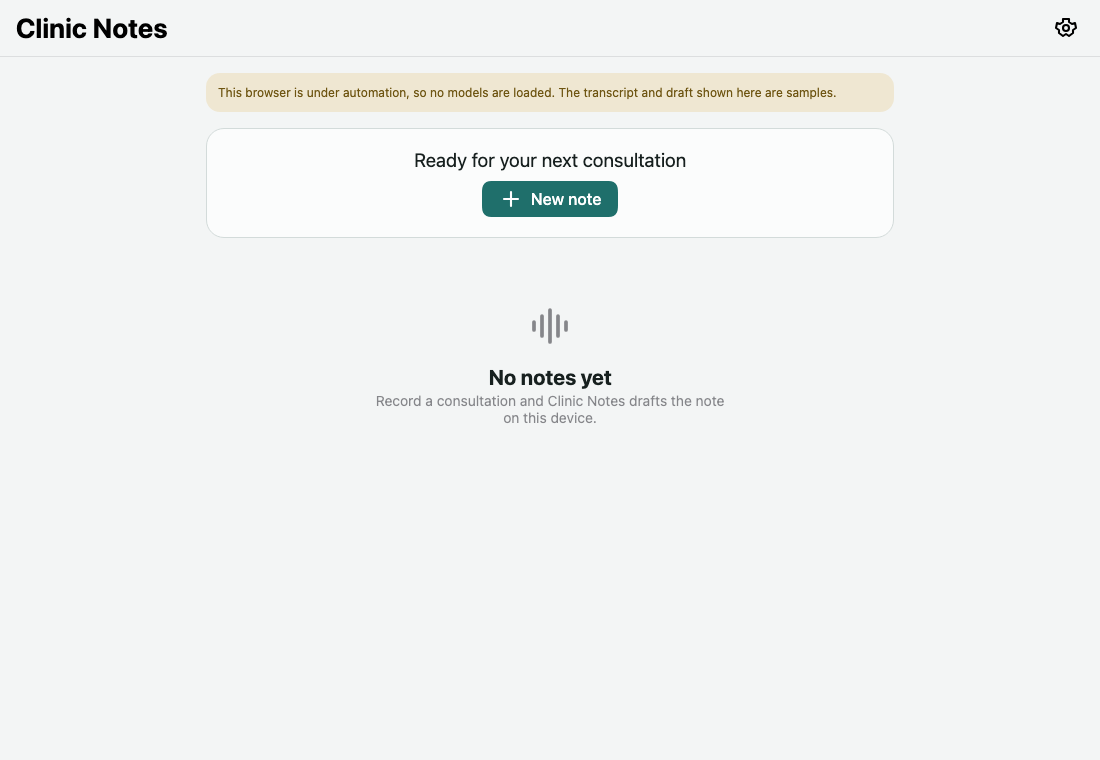 Clinic Notes
This browser is under automation, so no models are loaded. The transcript and draft shown here are samples.
Ready for your next consultation
New note
No notes yet
Record a consultation and Clinic Notes drafts the note
on this device.